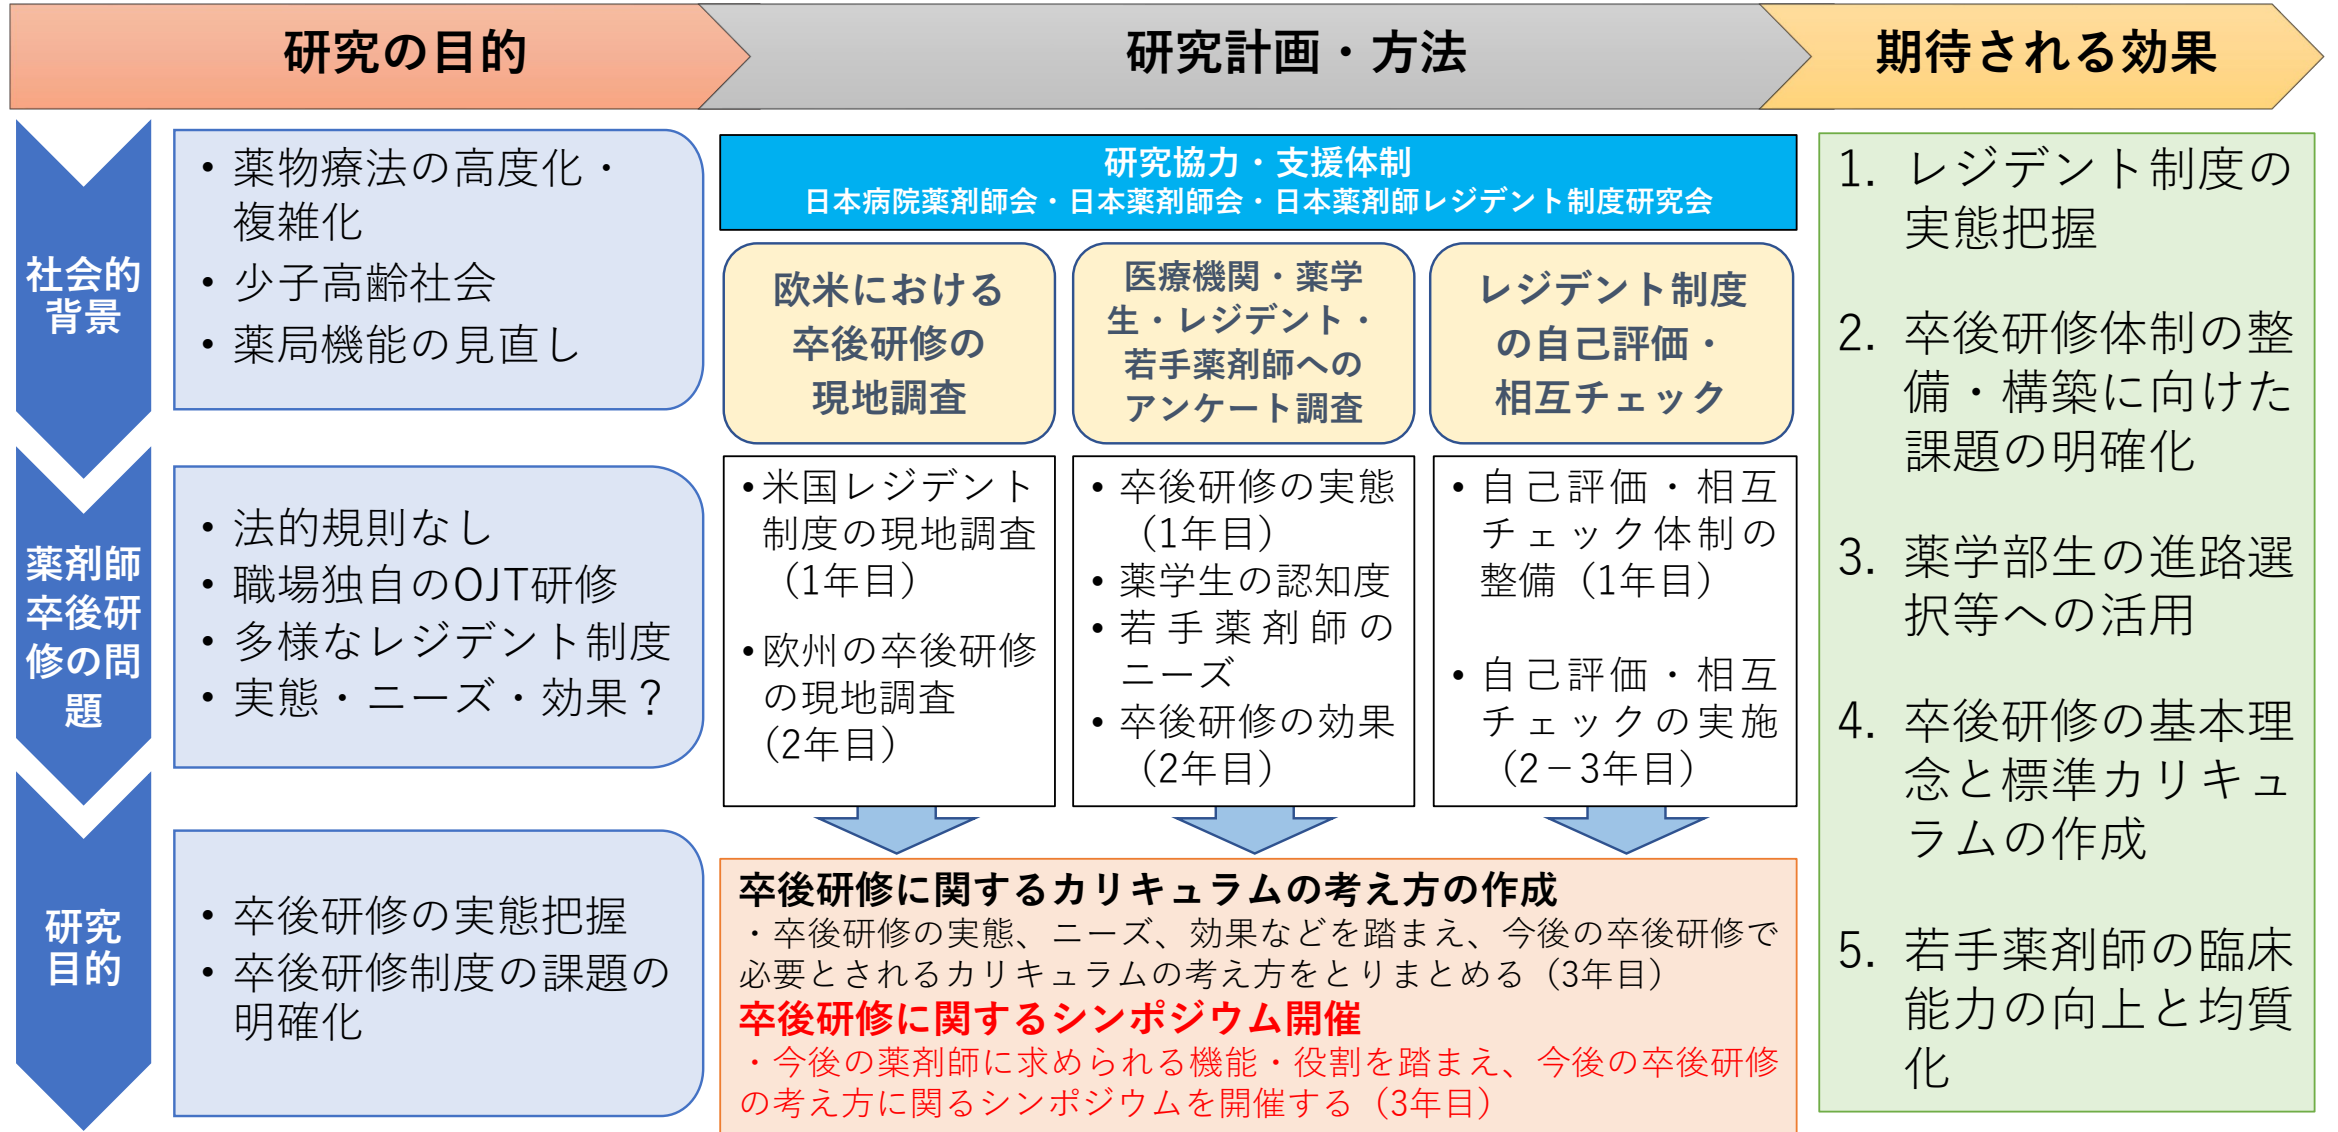 研究の目的
研究計画・方法
期待される効果
社会的
背景
• 薬物療法の高度化・
複雑化
• 少子高齢社会
• 薬局機能の見直し
薬剤師
卒後研
修の問
題
• 法的規則なし
• 職場独自のOJT研修
• 多様なレジデント制度
• 実態・ニーズ・効果？
研究
目的
• 卒後研修の実態把握
• 卒後研修制度の課題の
明確化
研究協力・支援体制
日本病院薬剤師会・日本薬剤師会・日本薬剤師レジデント制度研究会
欧米における
卒後研修の
現地調査
•米国レジデント
制度の現地調査
（1年目）
•欧州の卒後研修
の現地調査
（2年目）
医療機関・薬学
生・レジデント・
若手薬剤師への
アンケート調査
• 卒後研修の実態
（1年目）
• 薬学生の認知度
• 若手薬剤師の
ニーズ
• 卒後研修の効果
（2年目）
レジデント制度
の自己評価・
相互チェック
• 自己評価・相互
チェック体制の
整備（1年目）
• 自己評価・相互
チェックの実施
（2－3年目）
卒後研修に関するカリキュラムの考え方の作成
・卒後研修の実態、ニーズ、効果などを踏まえ、今後の卒後研修で
必要とされるカリキュラムの考え方をとりまとめる（3年目）
卒後研修に関するシンポジウム開催
・今後の薬剤師に求められる機能・役割を踏まえ、今後の卒後研修
の考え方に関るシンポジウムを開催する（3年目）
1. レジデント制度の
実態把握
2. 卒後研修体制の整
備・構築に向けた
課題の明確化
3. 薬学部生の進路選
択等への活用
4. 卒後研修の基本理
念と標準カリキュ
ラムの作成
5. 若手薬剤師の臨床
能力の向上と均質
化